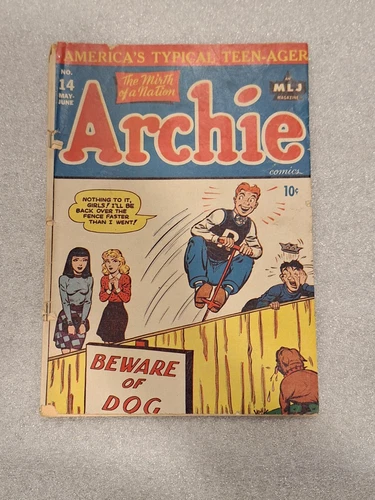 AMERICA'S TYPICAL TEEN-AGER
NO.
14
MAY-
JUNE
The Mirth
of a Nation
AN
MLJ
MAGAZINE
Archie
comics
10¢
NOTHING TO IT,
GIRLS! I'LL BE
BACK OVER THE
FENCE FASTER
THAN I WENT!
R
BEWARE
OF
DOG